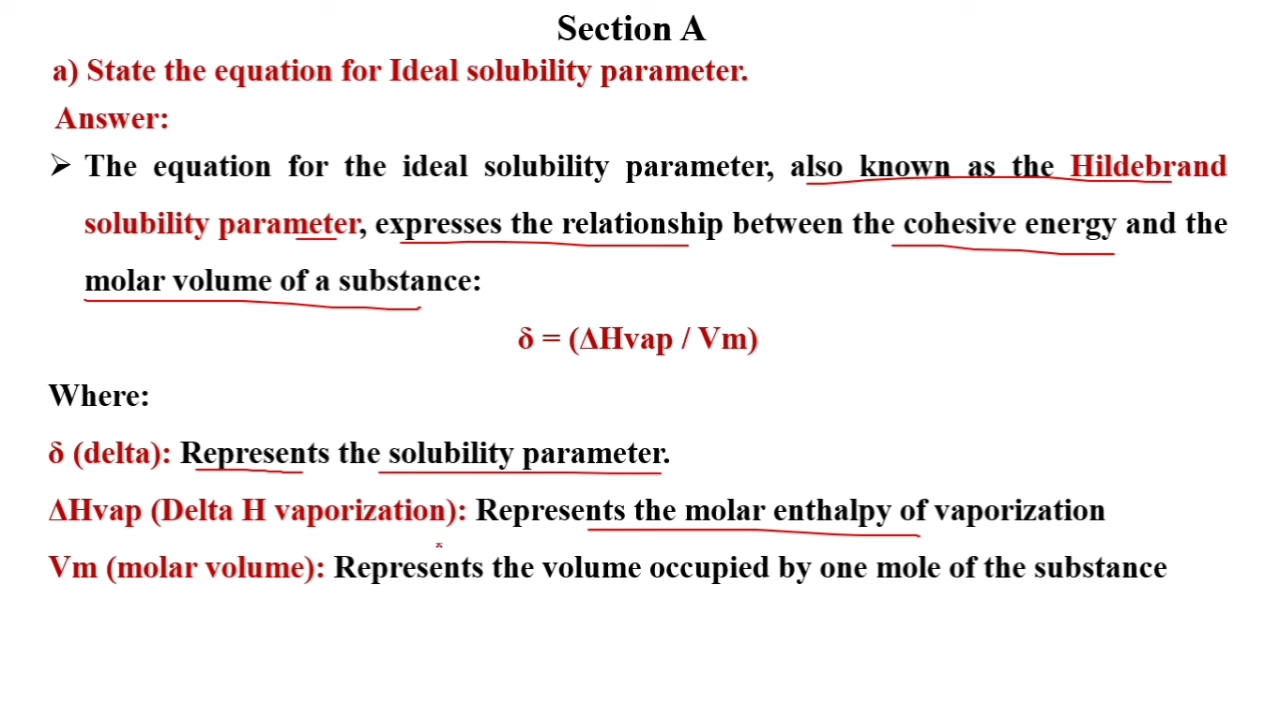 Section A
a) State the equation for Ideal solubility parameter.
Answer:
➢ The equation for the ideal solubility parameter, also known as the Hildebrand
solubility parameter, expresses the relationship between the cohesive energy and the
molar volume of a substance:
δ = (ΔHvap / Vm)
Where:
δ (delta): Represents the solubility parameter.
ΔHvap (Delta H vaporization): Represents the molar enthalpy of vaporization
Vm (molar volume): Represents the volume occupied by one mole of the substance